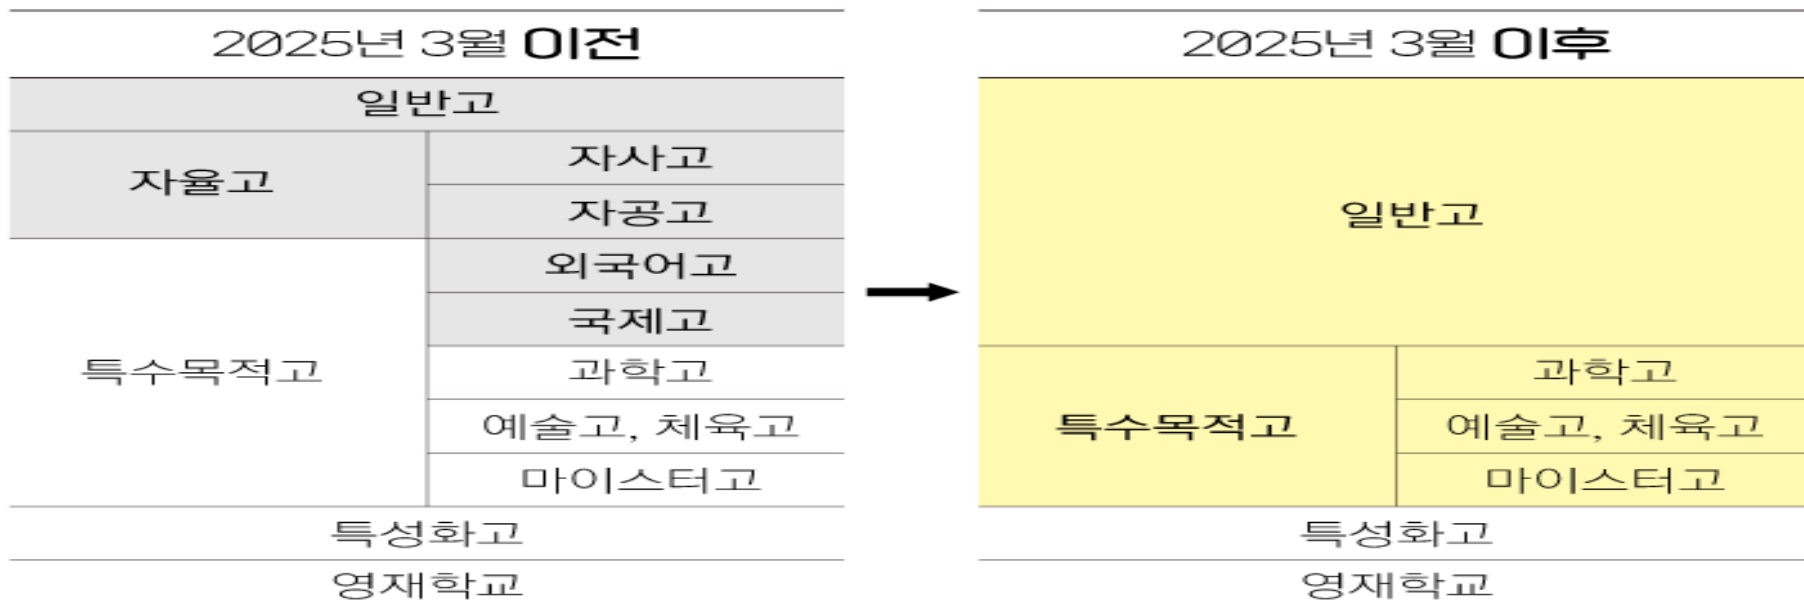 2025년 3월 이전
일반고
자율고
자사고
자공고
특수목적고
외국어고
국제고
과학고
예술고, 체육고
마이스터고
특성화고
영재학교
2025년 3월 이후
일반고
특수목적고
과학고
예술고, 체육고
마이스터고
특성화고
영재학교